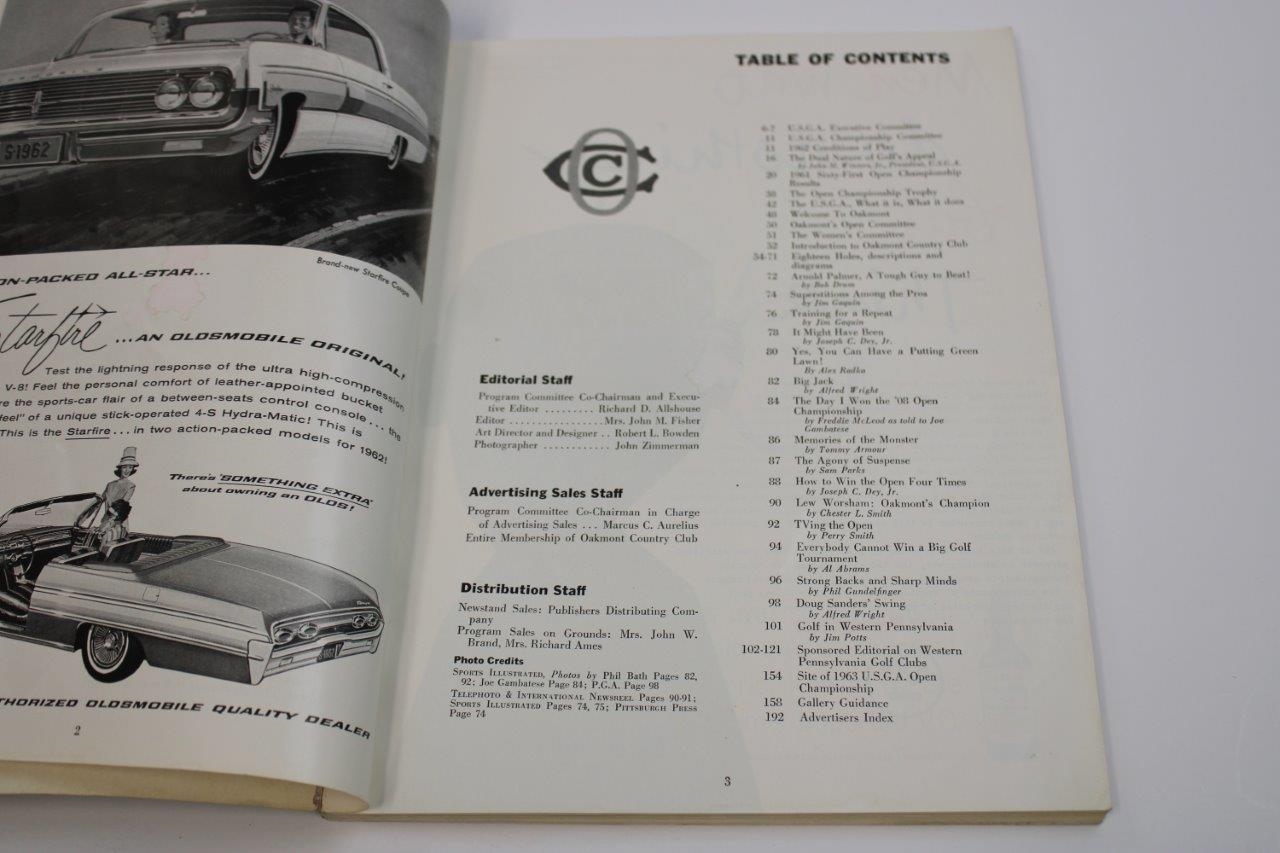 S-1962
Brand-new Starfire Coupe
ON-PACKED ALL-STAR...
Starfire ...AN OLDSMOBILE ORIGINAL!
Test the lightning response of the ultra high-compression
V-8! Feel the personal comfort of leather-appointed bucket
re the sports-car flair of a between-seats control console... the
feel" of a unique stick-operated 4-S Hydra-Matic! This is
This is the Starfire... in two action-packed models for 1962!
There's "SOMETHING EXTRA"
about owning an OLDS!
S-1962
THORIZED OLDSMOBILE QUALITY DEALER
2
OCC
Editorial Staff
Program Committee Co-Chairman and Execu-
tive Editor ......... Richard D. Allshouse
Editor .................Mrs. John M. Fisher
Art Director and Designer .. Robert L. Bowden
Photographer ............ John Zimmerman
Advertising Sales Staff
Program Committee Co-Chairman in Charge
of Advertising Sales ... Marcus C. Aurelius
Entire Membership of Oakmont Country Club
Distribution Staff
Newstand Sales: Publishers Distributing Com-
pany
Program Sales on Grounds: Mrs. John W.
Brand, Mrs. Richard Ames
Photo Credits
SPORTS ILLUSTRATED, Photos by Phil Bath Pages 82,
92; Joe Gambatese Page 84; P.G.A. Page 98
TELEPHOTO & INTERNATIONAL NEWSREEL Pages 90-91;
SPORTS ILLUSTRATED Pages 74, 75; PITTSBURGH PRESS
Page 74
TABLE OF CONTENTS
6-7 U.S.G.A. Executive Committee
11 U.S.G.A. Championship Committee
11 1962 Conditions of Play
16 The Dual Nature of Golf's Appeal
by John M. Winters, Jr., President, U.S.G.A.
20 1961 Sixty-First Open Championship
Results
38 The Open Championship Trophy
42 The U.S.G.A., What it is, What it does
48 Welcome To Oakmont
50 Oakmont's Open Committee
51 The Women's Committee
52 Introduction to Oakmont Country Club
54-71 Eighteen Holes, descriptions and
diagrams
72 Arnold Palmer, A Tough Guy to Beat!
by Bob Drum
74 Superstitions Among the Pros
by Jim Gaquin
76 Training for a Repeat
by Jim Gaquin
78 It Might Have Been
by Joseph C. Dey, Jr.
80 Yes, You Can Have a Putting Green
Lawn!
By Alex Radko
82 Big Jack
by Alfred Wright
84 The Day I Won the '08 Open
Championship
by Freddie McLeod as told to Joe
Gambatese
86 Memories of the Monster
by Tommy Armour
87 The Agony of Suspense
by Sam Parks
88 How to Win the Open Four Times
by Joseph C. Dey, Jr.
90 Lew Worsham: Oakmont's Champion
by Chester L. Smith
92 TVing the Open
by Perry Smith
94 Everybody Cannot Win a Big Golf
Tournament
by Al Abrams
96 Strong Backs and Sharp Minds
by Phil Gundelfinger
98 Doug Sanders' Swing
by Alfred Wright
101 Golf in Western Pennsylvania
by Jim Potts
102-121 Sponsored Editorial on Western
Pennsylvania Golf Clubs
154 Site of 1963 U.S.G.A. Open
Championship
158 Gallery Guidance
192 Advertisers Index
3